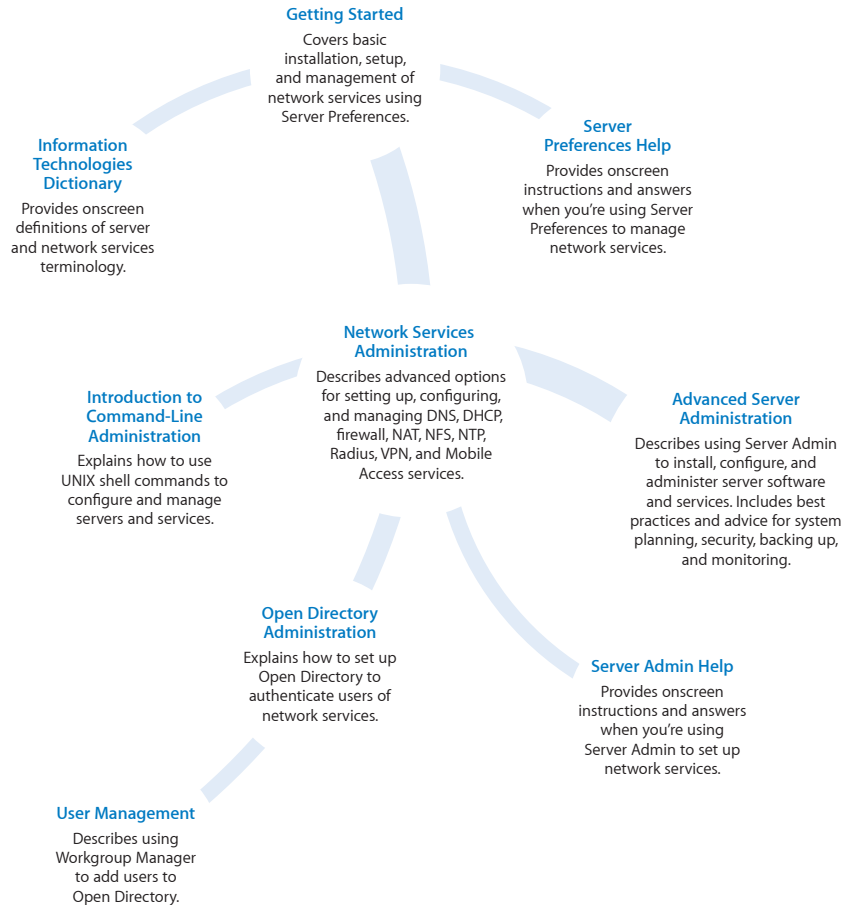 Getting Started
Covers basic
installation, setup,
and management of
network services using
Server Preferences.
Information
Technologies
Dictionary
Provides onscreen
definitions of server
and network services
terminology.
Server
Preferences Help
Provides onscreen
instructions and answers
when you’re using Server
Preferences to manage
network services.
Network Services
Administration
Describes advanced options
for setting up, configuring,
and managing DNS, DHCP,
firewall, NAT, NFS, NTP,
Radius, VPN, and Mobile
Access services.
Introduction to
Command-Line
Administration
Explains how to use
UNIX shell commands to
configure and manage
servers and services.
Advanced Server
Administration
Describes using Server Admin
to install, configure, and
administer server software
and services. Includes best
practices and advice for system
planning, security, backing up,
and monitoring.
Open Directory
Administration
Explains how to set up
Open Directory to
authenticate users of
network services.
Server Admin Help
Provides onscreen
instructions and answers
when you’re using
Server Admin to set up
network services.
User Management
Describes using
Workgroup Manager
to add users to
Open Directory.